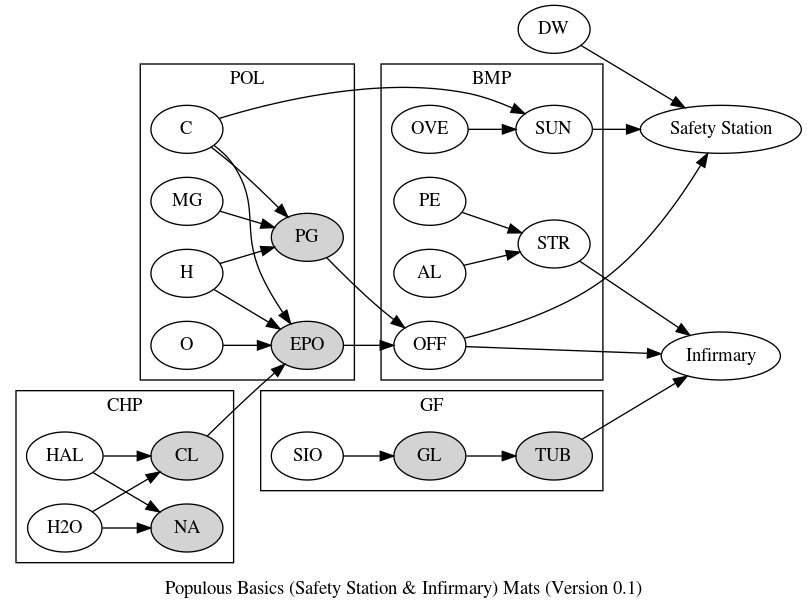 DW
POL
BMP
C
OVE
SUN
Safety Station
MG
PE
PG
STR
H
AL
O
EPO
OFF
Infirmary
CHP
GF
HAL
CL
SIO
GL
TUB
H2O
NA
Populous Basics (Safety Station & Infirmary) Mats (Version 0.1)